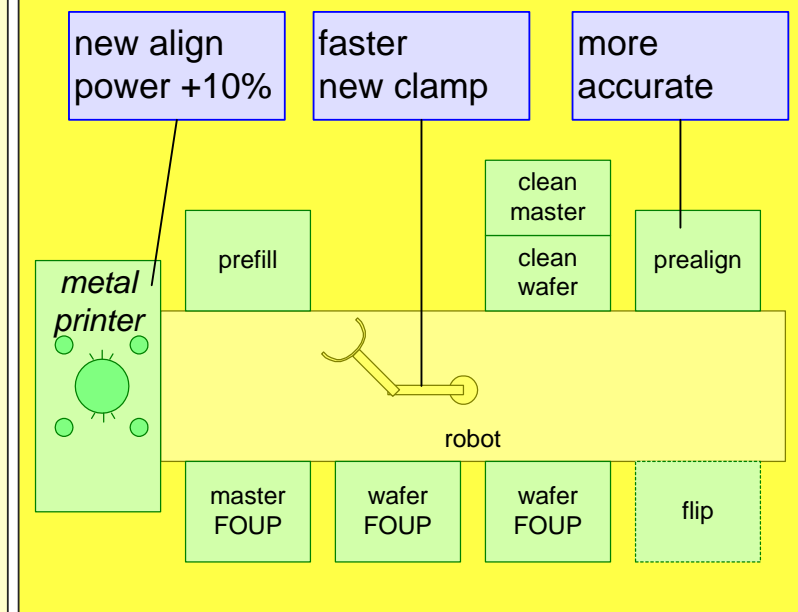 new align
power +10%
faster
new clamp
more
accurate
clean
master
prefill
clean
wafer
prealign
metal
printer
robot
master
FOUP
wafer
FOUP
wafer
FOUP
flip